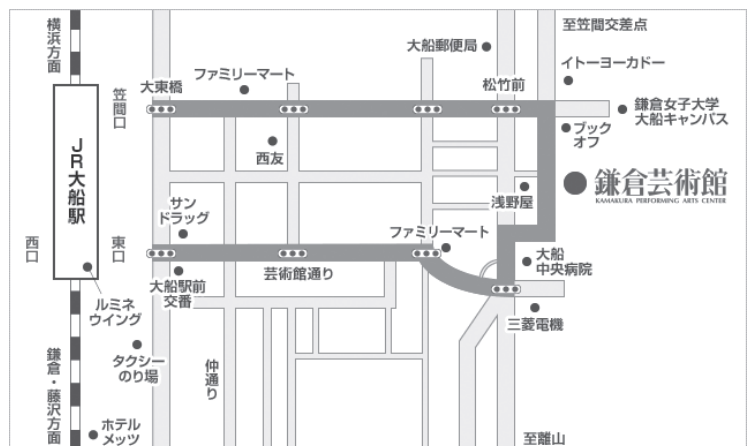 横浜方面
至笠間交差点
大船郵便局
イトーヨーカドー
ファミリーマート
大東橋
松竹前
笠間口
鎌倉女子大学
大船キャンパス
ブック
オフ
JR大船駅
西友
鎌倉芸術館
KAMAKURA PERFORMING ARTS CENTER
浅野屋
サン
ドラッグ
ファミリーマート
西口
東口
大船
中央病院
芸術館通り
大船駅前
交番
ルミネ
ウイング
三菱電機
タクシー
のり場
仲通り
鎌倉・藤沢方面
ホテル
メッツ
至離山